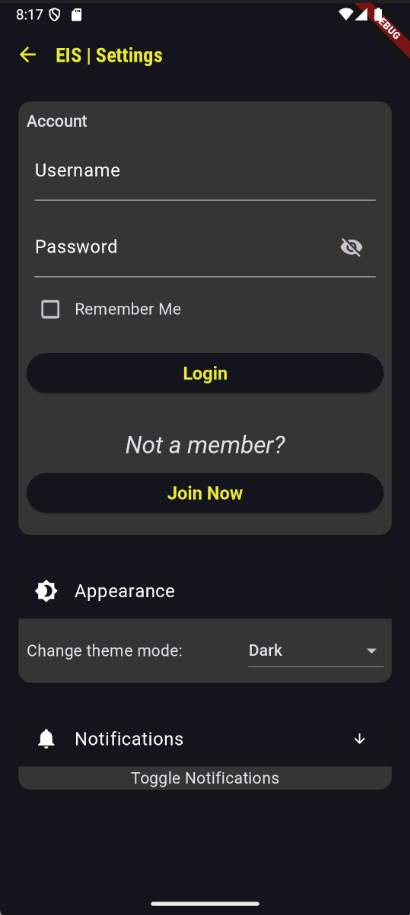 8:17
DEBUG
EIS | Settings
Account
Username
Password
Remember Me
Login
Not a member?
Join Now
Appearance
Change theme mode: Dark
Notifications
Toggle Notifications